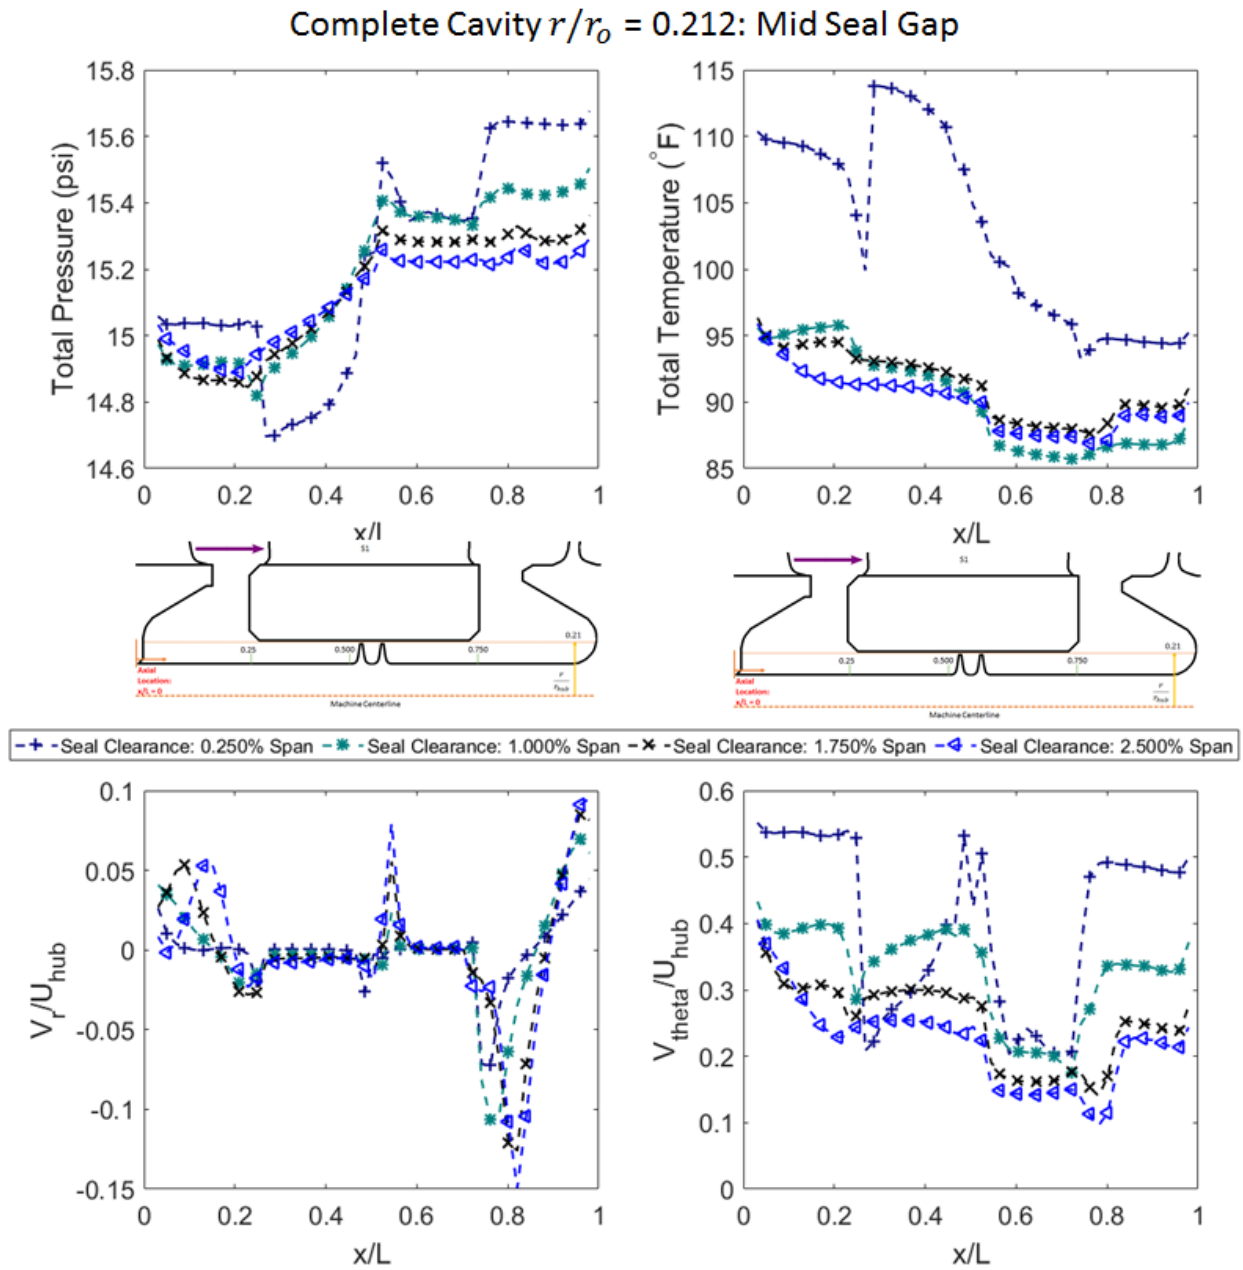 Complete Cavity r/rₒ = 0.212: Mid Seal Gap
15.8
15.6
15.4
15.2
15
14.8
14.6
Total Pressure (psi)
0 0.2 0.4 0.6 0.8 1
x/L
115
110
105
100
95
90
85
Total Temperature (°F)
0 0.2 0.4 0.6 0.8 1
x/L
S1
0.25
0.500
0.750
0.21
Axial
Location:
x/L = 0
r
r_hub
Machine Centerline
S1
0.25
0.500
0.750
0.21
Axial
Location:
x/L = 0
r
r_hub
Machine Centerline
Seal Clearance: 0.250% Span Seal Clearance: 1.000% Span Seal Clearance: 1.750% Span Seal Clearance: 2.500% Span
0.1
0.05
0
-0.05
-0.1
-0.15
V_r/U_hub
0 0.2 0.4 0.6 0.8 1
x/L
0.6
0.5
0.4
0.3
0.2
0.1
0
V_theta/U_hub
0 0.2 0.4 0.6 0.8 1
x/L